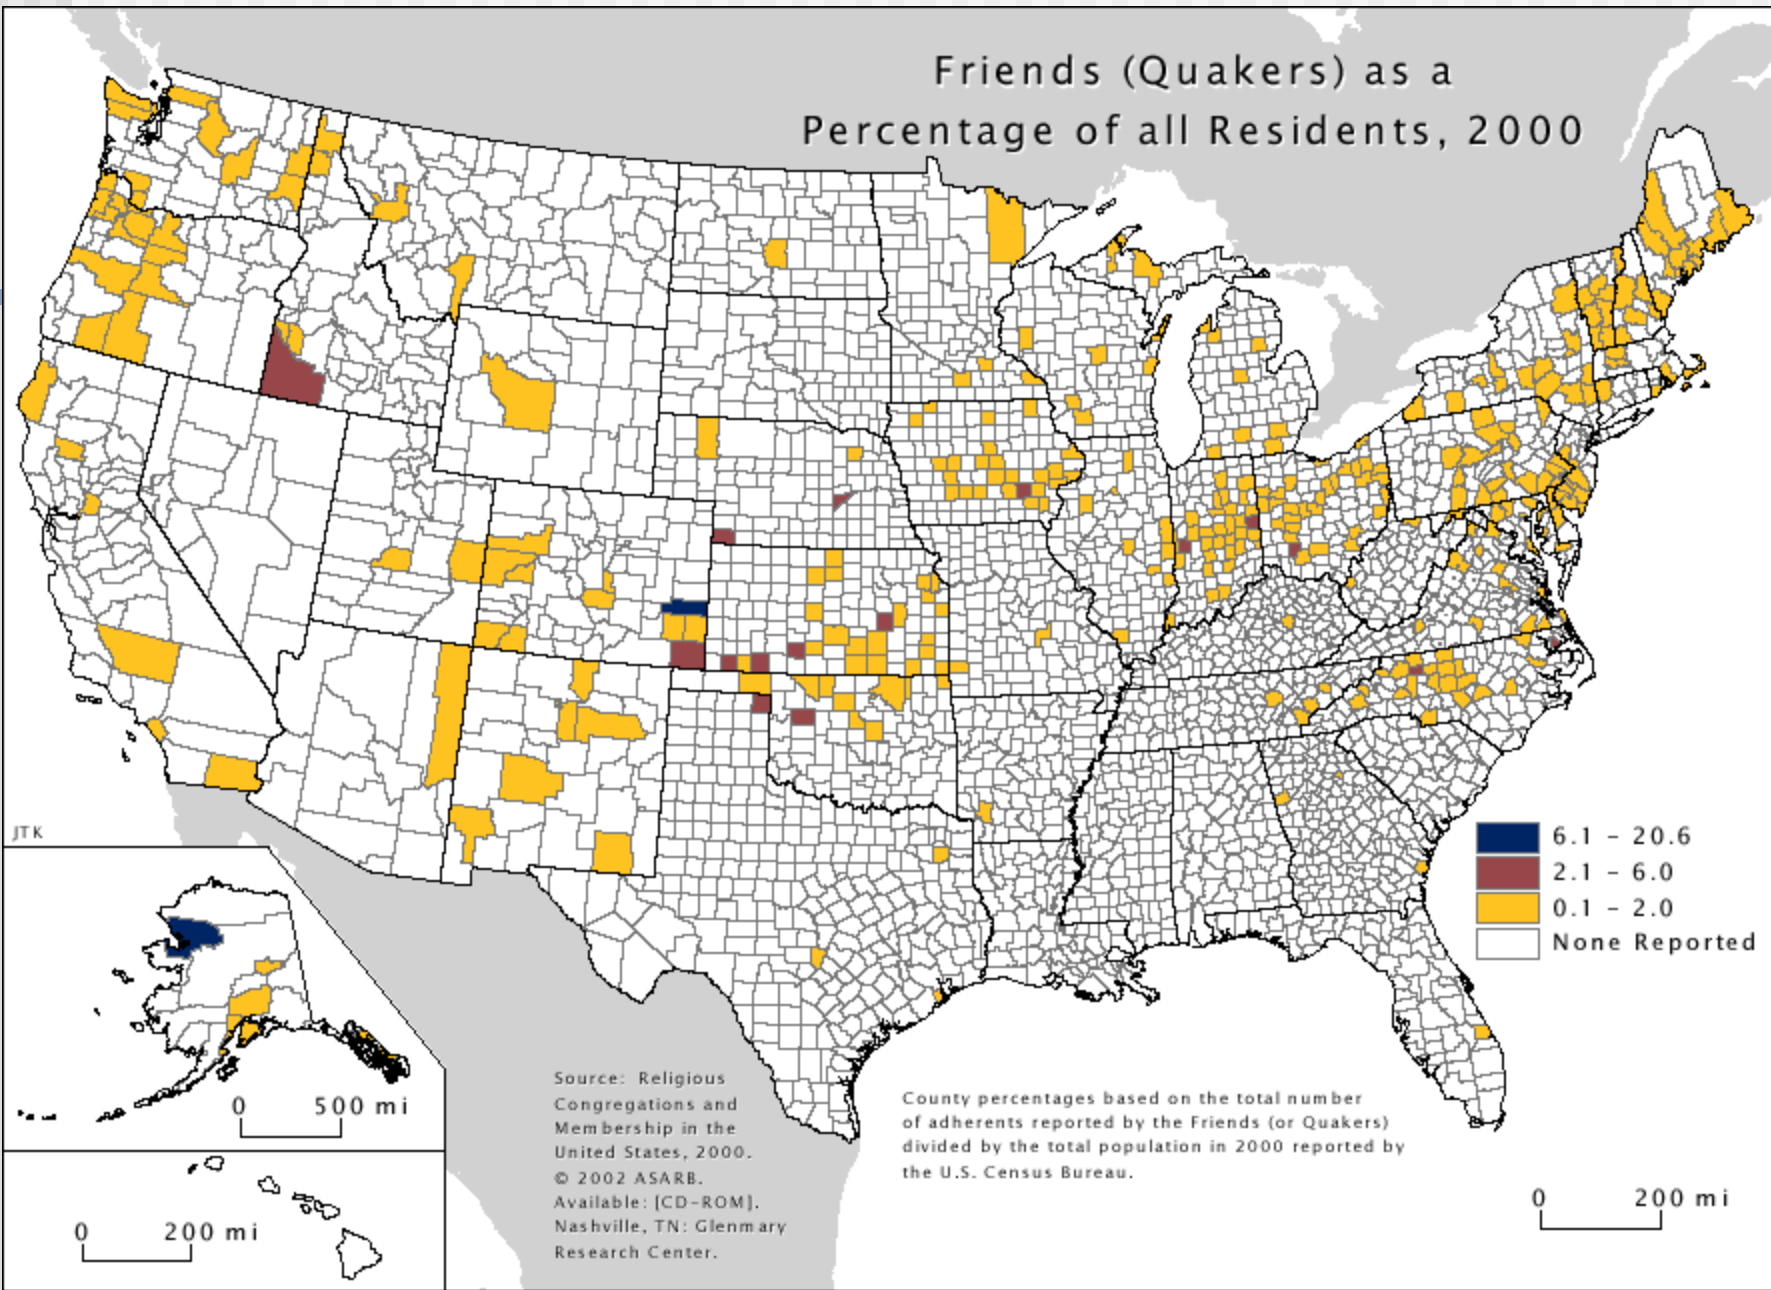 Friends (Quakers) as a
Percentage of all Residents, 2000
JTK
6.1 – 20.6
2.1 – 6.0
0.1 – 2.0
None Reported
0 500 mi
0 200 mi
Source: Religious
Congregations and
Membership in the
United States, 2000.
© 2002 ASARB.
Available: [CD-ROM].
Nashville, TN: Glenmary
Research Center.
County percentages based on the total number
of adherents reported by the Friends (or Quakers)
divided by the total population in 2000 reported by
the U.S. Census Bureau.
0 200 mi